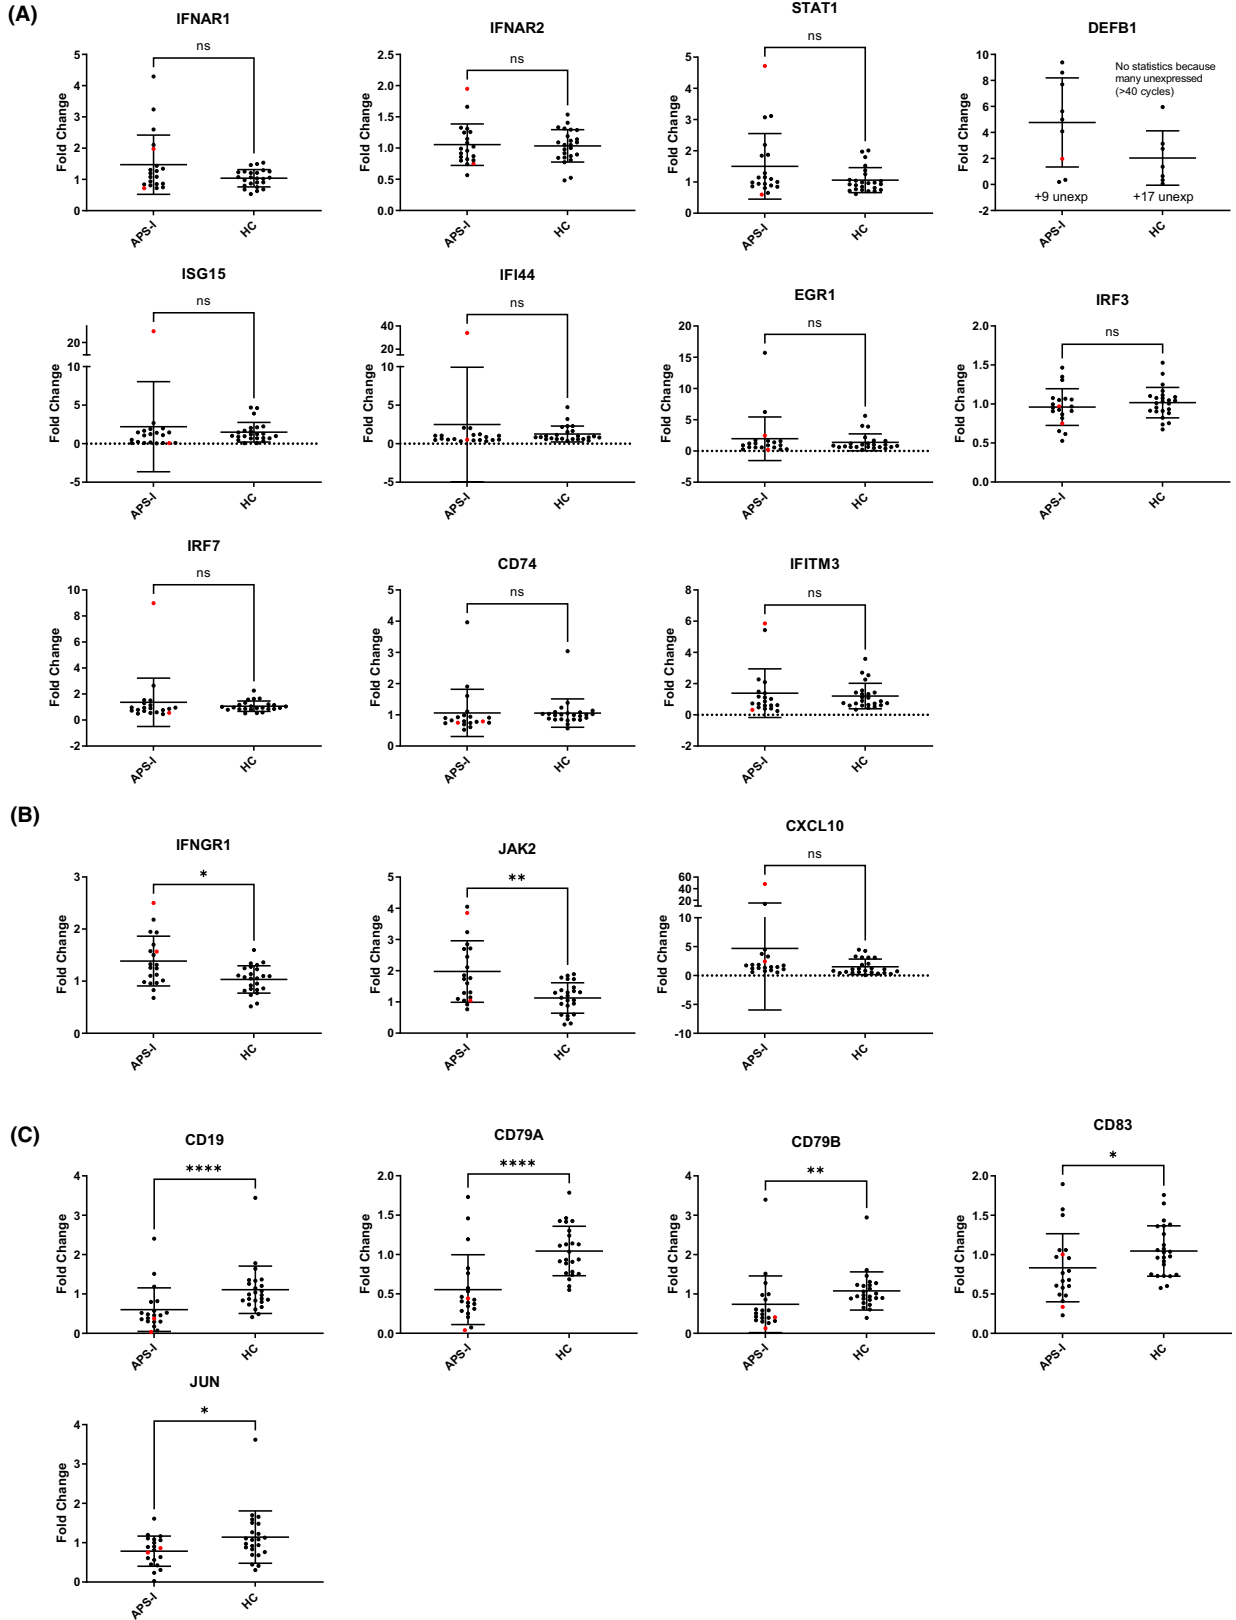 (A)
IFNAR1
ns
Fold Change
5
4
3
2
1
0
APS-I
HC
IFNAR2
ns
Fold Change
2.5
2.0
1.5
1.0
0.5
0.0
APS-I
HC
STAT1
ns
Fold Change
5
4
3
2
1
0
APS-I
HC
DEFB1
No statistics because
many unexpressed
(>40 cycles)
Fold Change
10
8
6
4
2
0
-2
+9 unexp
+17 unexp
APS-I
HC
ISG15
ns
Fold Change
20
10
5
0
-5
APS-I
HC
IFI44
ns
Fold Change
40
20
10
5
0
-5
APS-I
HC
EGR1
ns
Fold Change
20
15
10
5
0
-5
APS-I
HC
IRF3
ns
Fold Change
2.0
1.5
1.0
0.5
0.0
APS-I
HC
IRF7
ns
Fold Change
10
8
6
4
2
0
-2
APS-I
HC
CD74
ns
Fold Change
5
4
3
2
1
0
APS-I
HC
IFITM3
ns
Fold Change
8
6
4
2
0
-2
APS-I
HC
(B)
IFNGR1
*
Fold Change
3
2
1
0
APS-I
HC
JAK2
**
Fold Change
5
4
3
2
1
0
APS-I
HC
CXCL10
ns
Fold Change
60
40
20
10
5
0
-5
-10
APS-I
HC
(C)
CD19
****
Fold Change
4
3
2
1
0
APS-I
HC
CD79A
****
Fold Change
2.0
1.5
1.0
0.5
0.0
APS-I
HC
CD79B
**
Fold Change
4
3
2
1
0
APS-I
HC
CD83
*
Fold Change
2.0
1.5
1.0
0.5
0.0
APS-I
HC
JUN
*
Fold Change
4
3
2
1
0
APS-I
HC